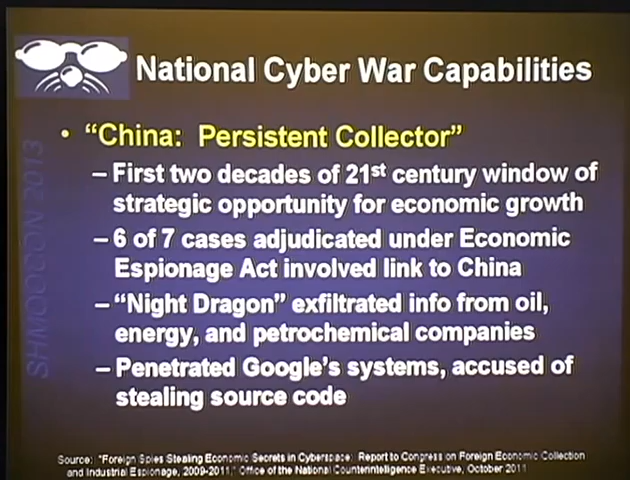 National Cyber War Capabilities
• “China: Persistent Collector”
– First two decades of 21st century window of
strategic opportunity for economic growth
– 6 of 7 cases adjudicated under Economic
Espionage Act involved link to China
– “Night Dragon” exfiltrated info from oil,
energy, and petrochemical companies
– Penetrated Google's systems, accused of
stealing source code
SHMOOCON 2013
Source: "Foreign Spies Stealing Economic Secrets in Cyberspace: Report to Congress on Foreign Economic Collection
and Industrial Espionage, 2009-2011," Office of the National Counterintelligence Executive, October 2011